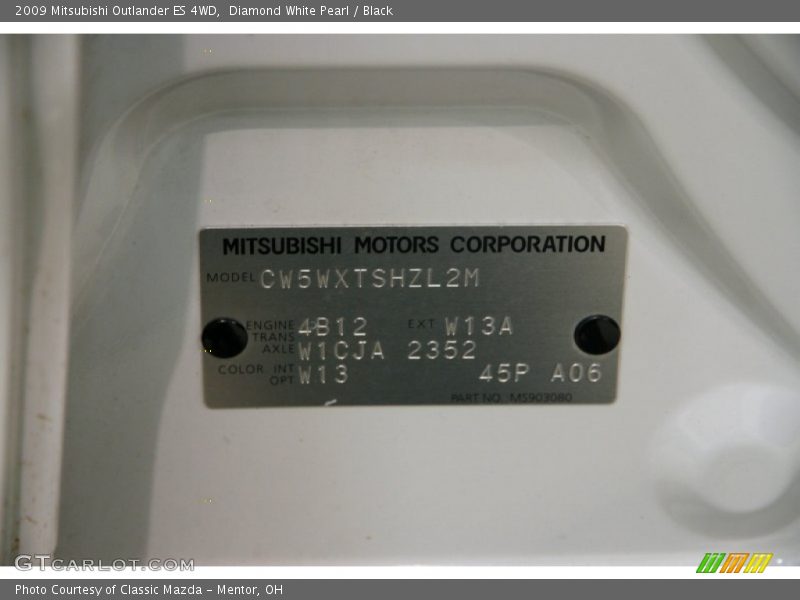 2009 Mitsubishi Outlander ES 4WD,  Diamond White Pearl / Black
MITSUBISHI MOTORS CORPORATION
MODEL CW5WXTSHZL2M
ENGINE 4B12 EXT W13A
TRANS AXLE W1CJA 2352
COLOR INT OPT W13 45P A06
PART NO. MS903080
GTCARLOT.COM
Photo Courtesy of Classic Mazda - Mentor, OH